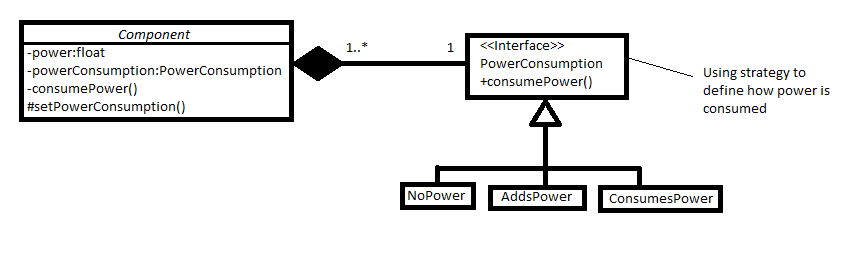 Component
-power:float
-powerConsumption:PowerConsumption
-consumePower()
#setPowerConsumption()
1..*
1
<<Interface>>
PowerConsumption
+consumePower()
Using strategy to
define how power is
consumed
NoPower
AddsPower
ConsumesPower